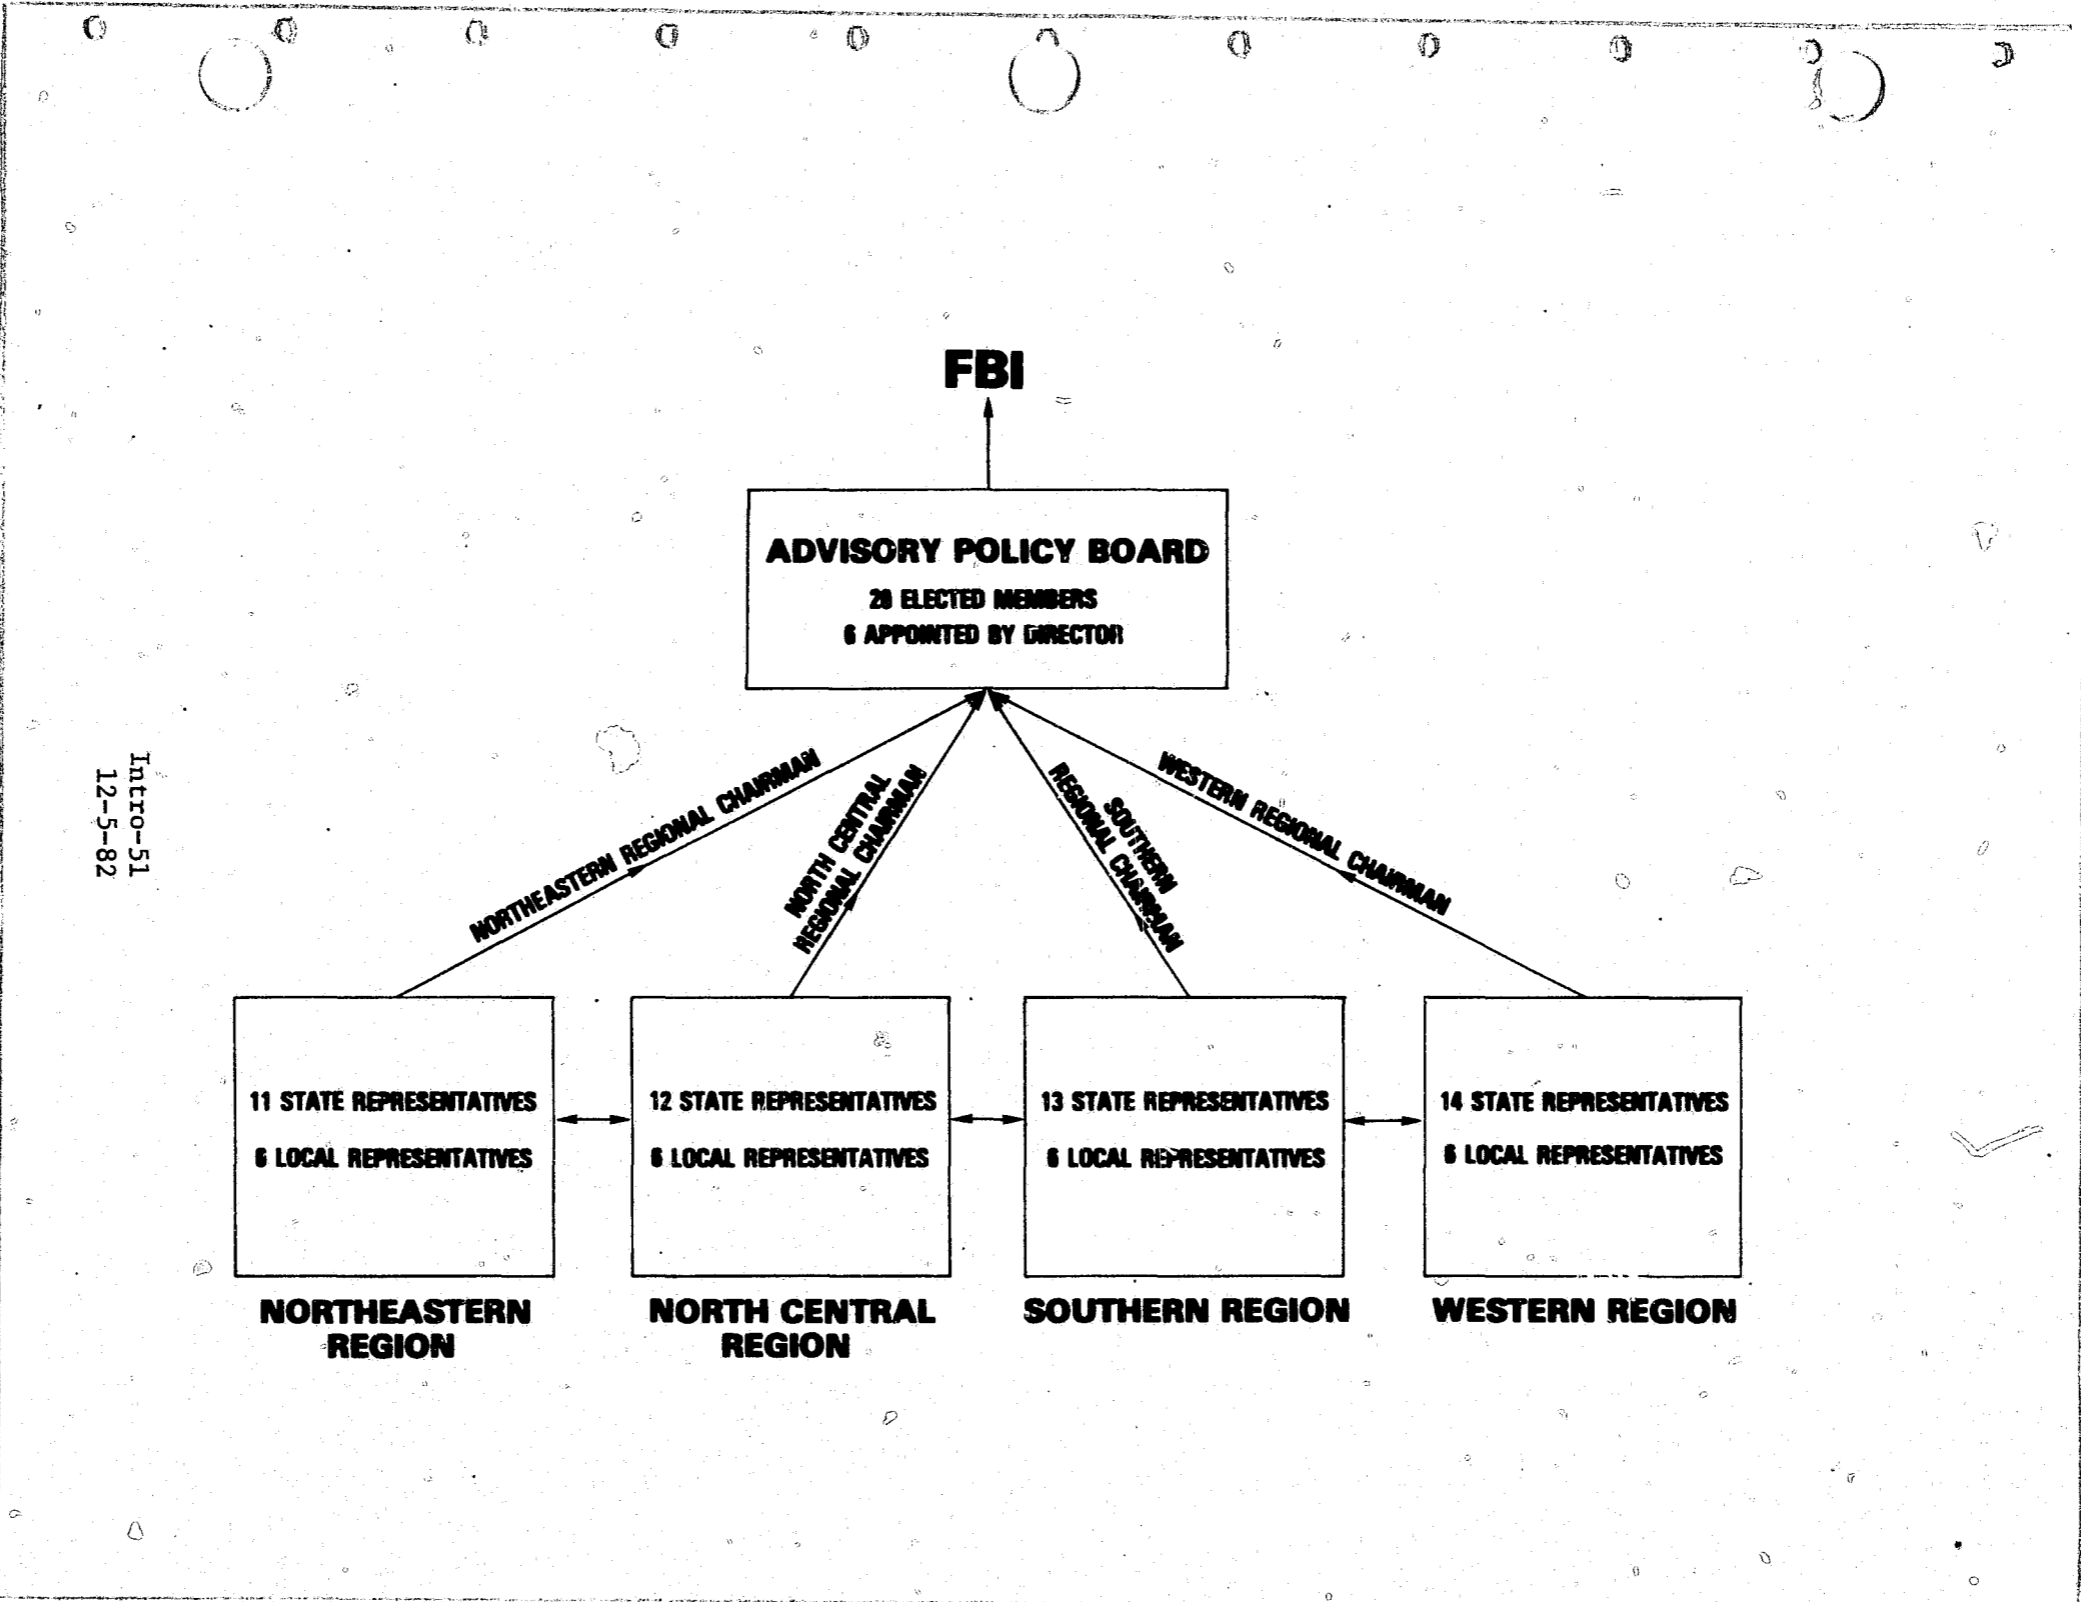 FBI
ADVISORY POLICY BOARD
20 ELECTED MEMBERS
6 APPOINTED BY DIRECTOR
NORTHEASTERN REGIONAL CHAIRMAN
NORTH CENTRAL
REGIONAL CHAIRMAN
SOUTHERN
REGIONAL CHAIRMAN
WESTERN REGIONAL CHAIRMAN
Intro-51
12-5-82
11 STATE REPRESENTATIVES
6 LOCAL REPRESENTATIVES
12 STATE REPRESENTATIVES
6 LOCAL REPRESENTATIVES
13 STATE REPRESENTATIVES
6 LOCAL REPRESENTATIVES
14 STATE REPRESENTATIVES
6 LOCAL REPRESENTATIVES
NORTHEASTERN
REGION
NORTH CENTRAL
REGION
SOUTHERN REGION
WESTERN REGION